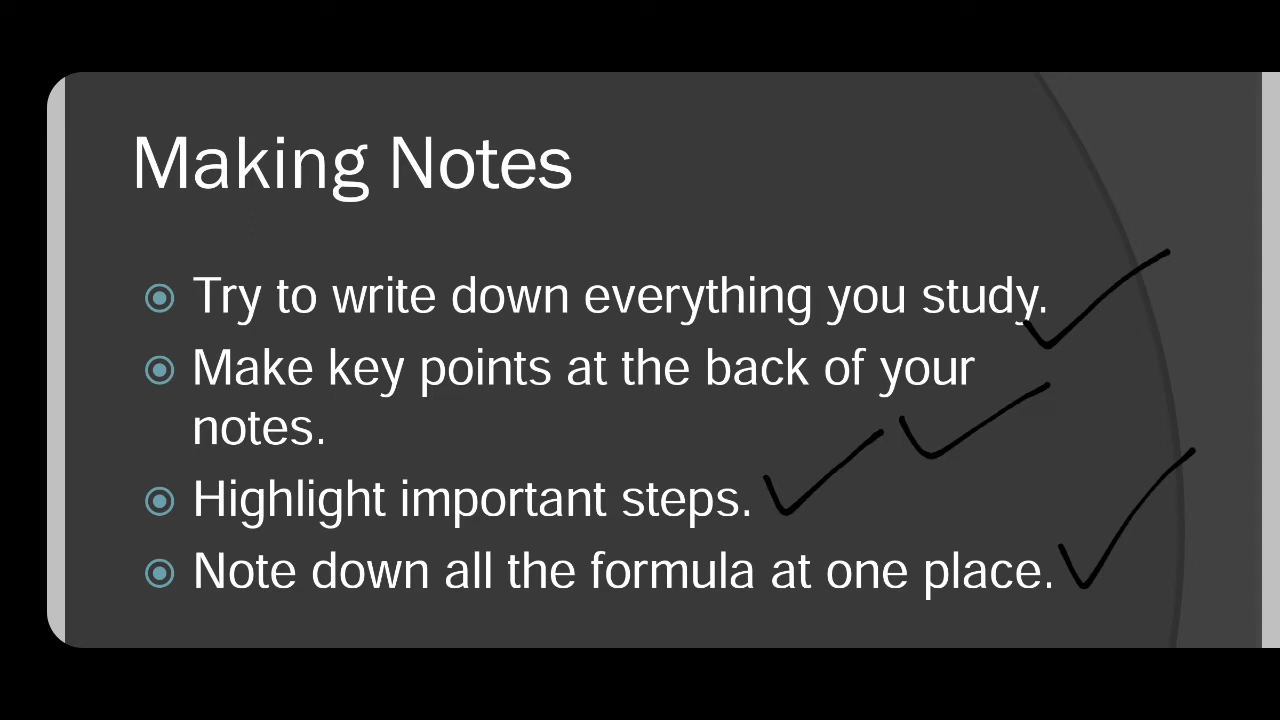 Making Notes
Try to write down everything you study.
Make key points at the back of your
notes.
Highlight important steps.
Note down all the formula at one place.